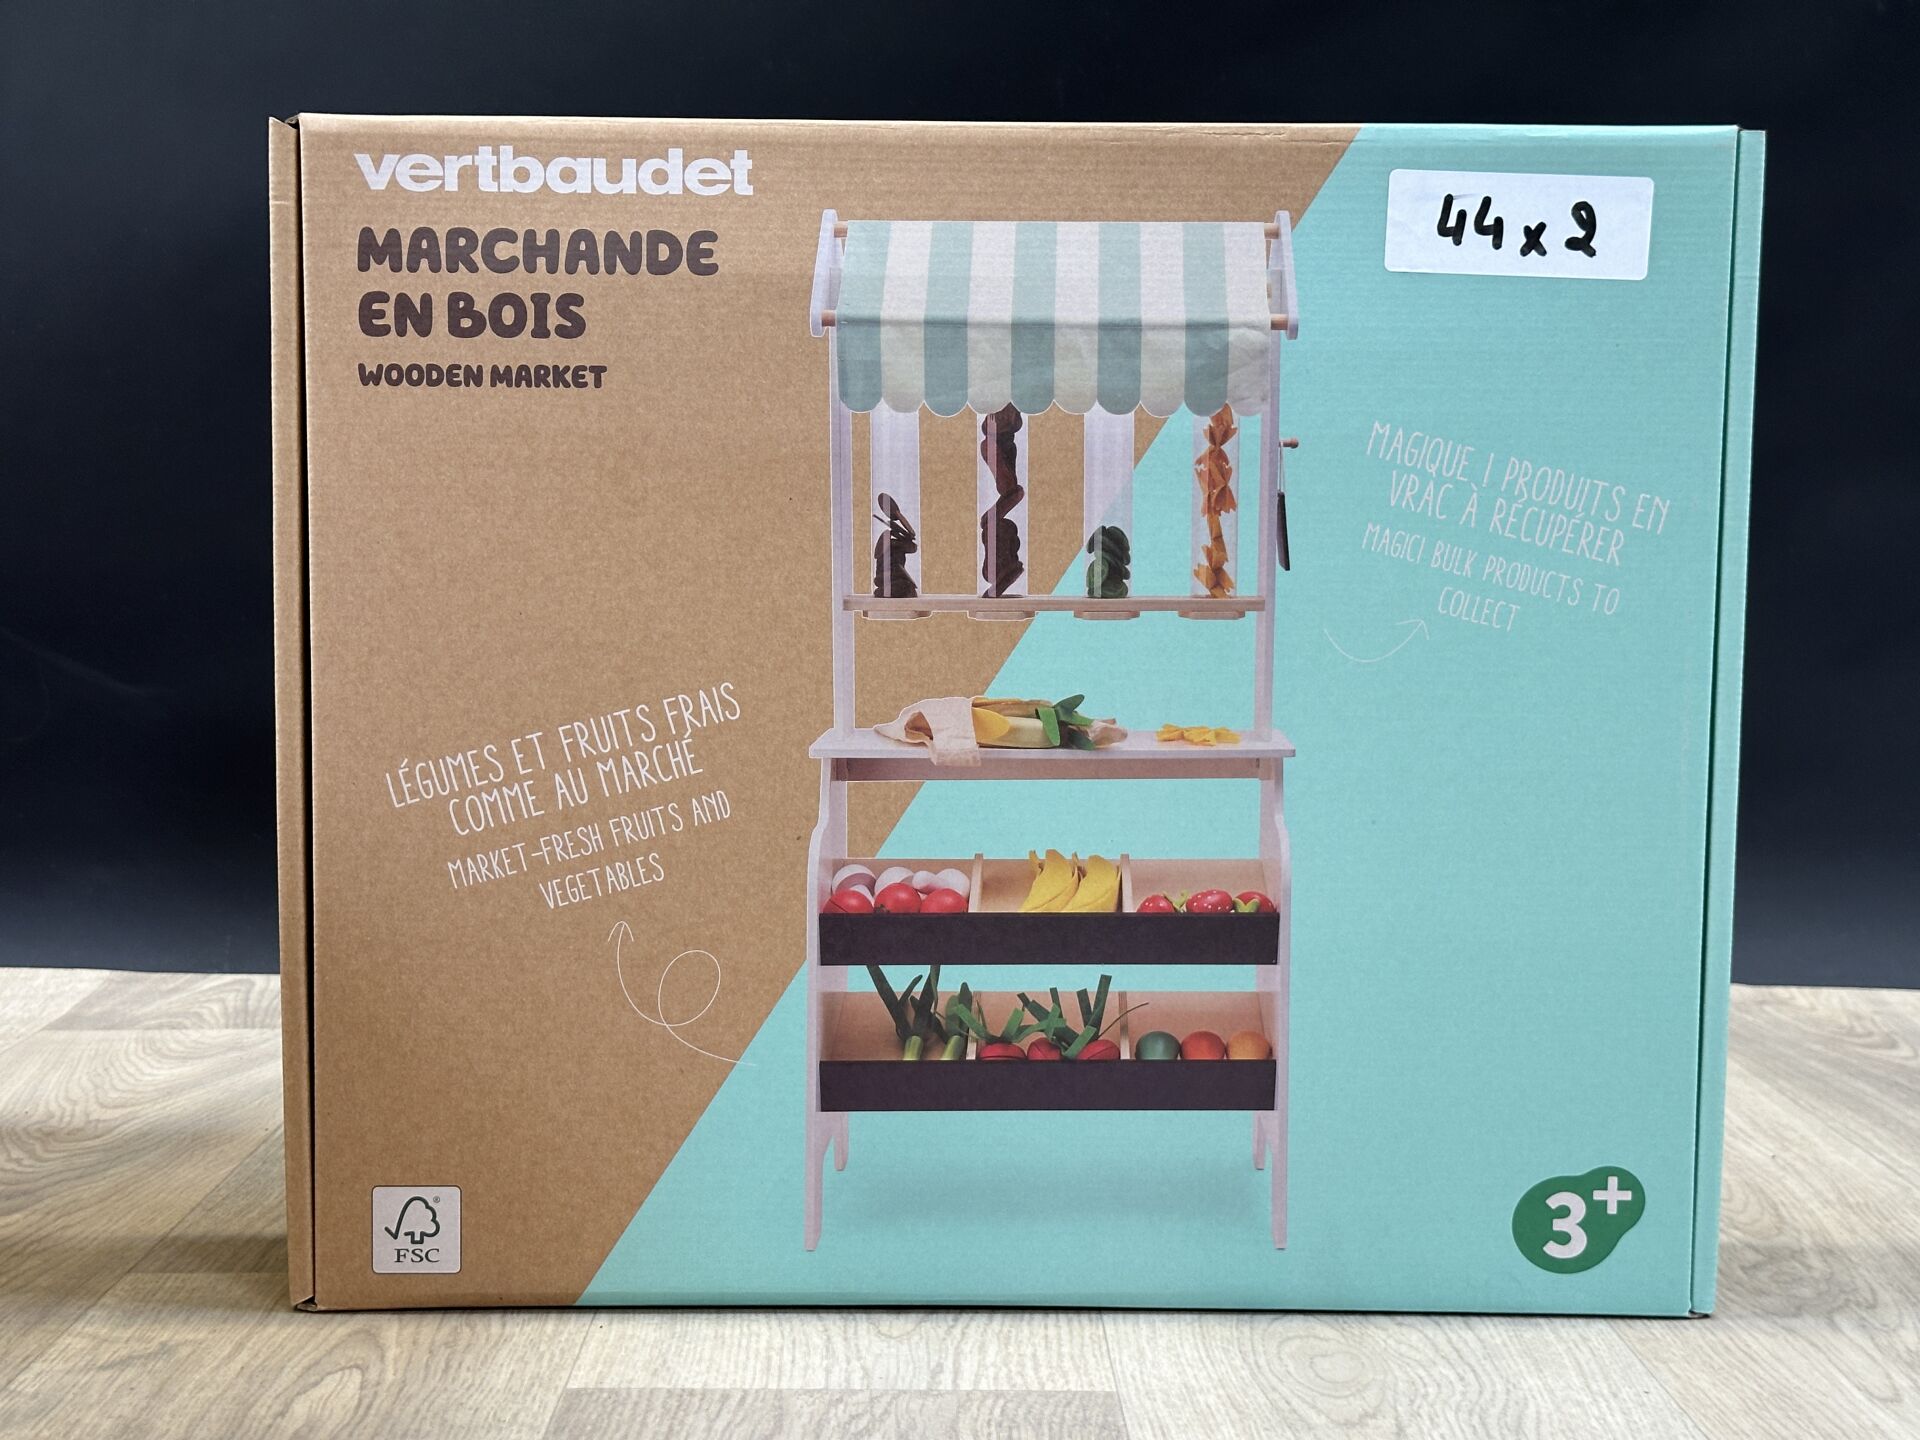 vertbaudet
MARCHANDE
EN BOIS
WOODEN MARKET
44 x 2
MAGIQUE ! PRODUITS EN
VRAC À RÉCUPÉRER
MAGIC! BULK PRODUCTS TO
COLLECT
LÉGUMES ET FRUITS FRAIS
COMME AU MARCHÉ
MARKET-FRESH FRUITS AND
VEGETABLES
®
FSC
3+